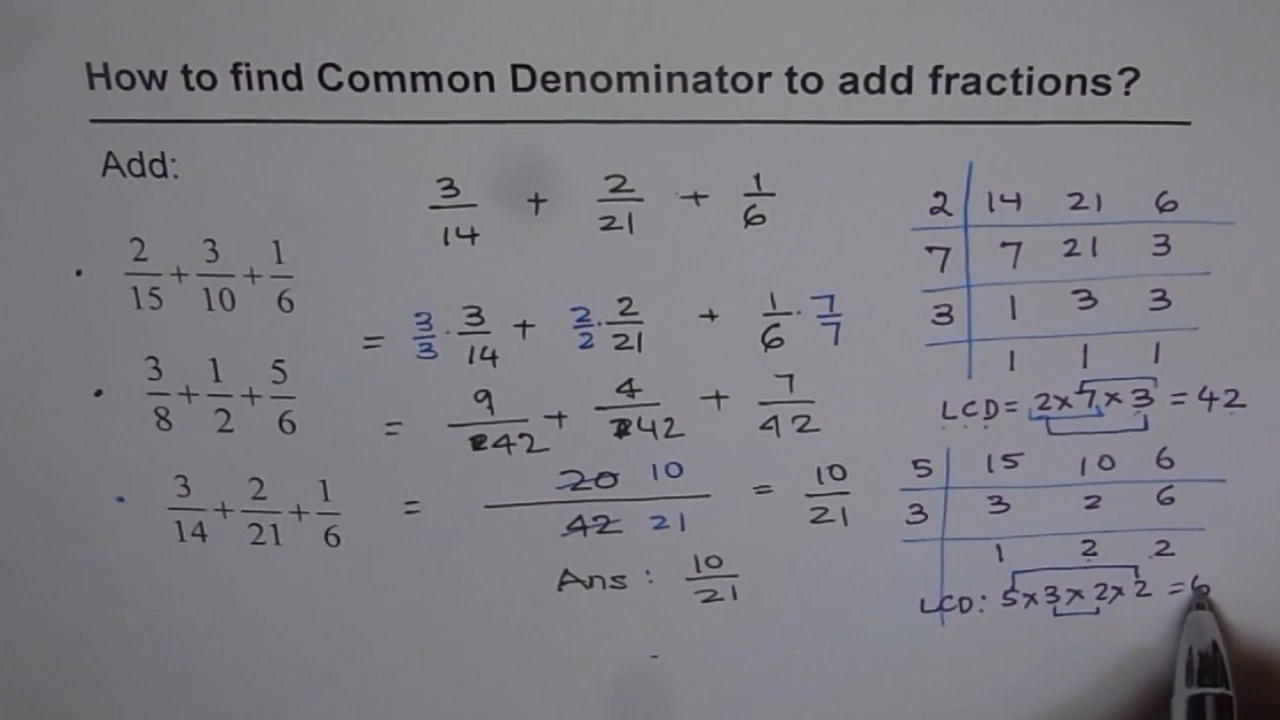 How to find Common Denominator to add fractions?
Add:
2/15 + 3/10 + 1/6
3/8 + 1/2 + 5/6
3/14 + 2/21 + 1/6
3/14 + 2/21 + 1/6
= 3/3 · 3/14 + 2/2 · 2/21 + 1/6 · 7/7
= 9/42 + 4/42 + 7/42
= 20/42 10/21 = 10/21
Ans : 10/21
2 | 14 21 6
7 | 7 21 3
3 | 1 3 3
1 1 1
LCD = 2 x 7 x 3 = 42
5 | 15 10 6
3 | 3 2 6
1 2 2
LCD: 5 x 3 x 2 x 2 = 6